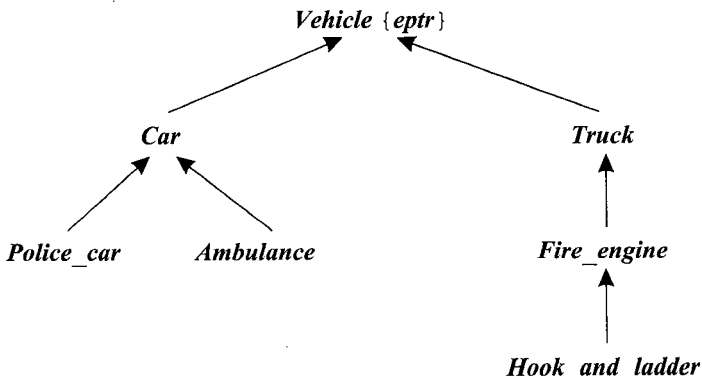 Vehicle {eptr}
Car
Truck
Police_car
Ambulance
Fire_engine
Hook and ladder